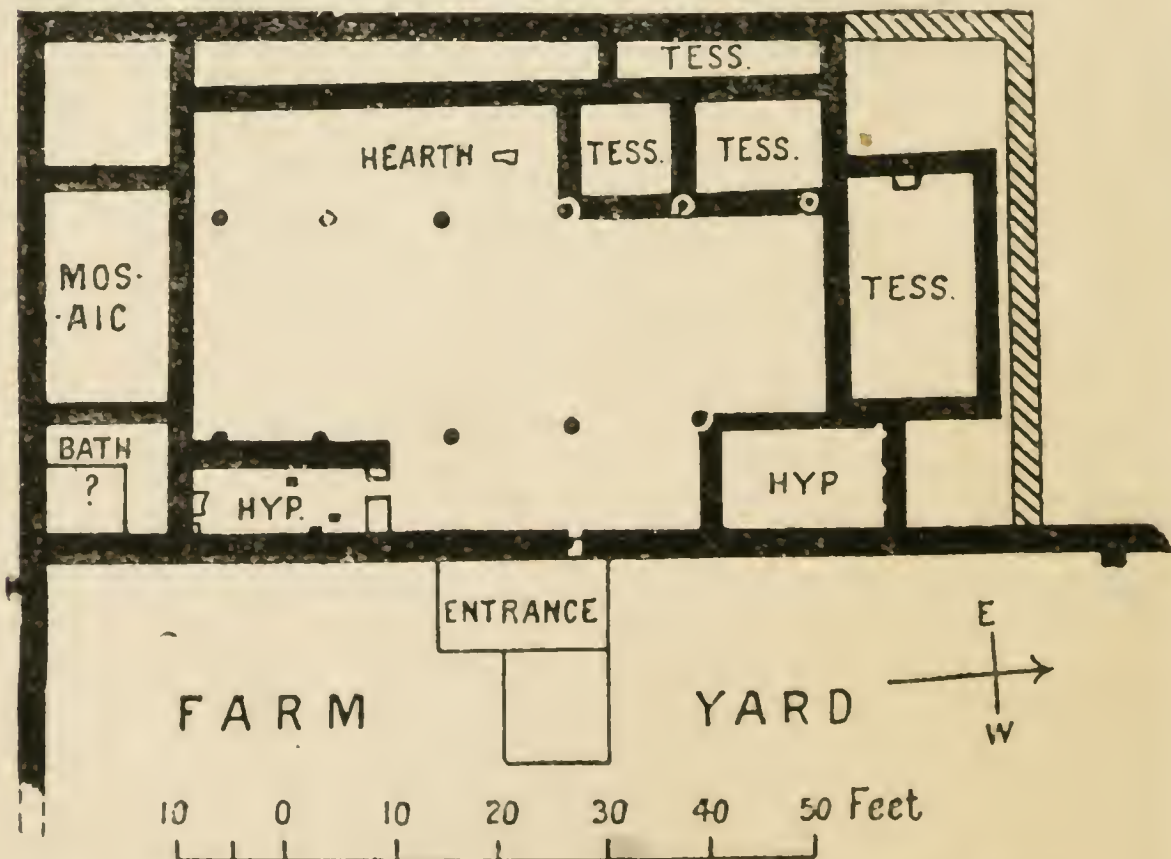 TESS.
HEARTH
TESS.
TESS.
MOS-
-AIC
TESS.
BATH
?
HYP.
HYP
ENTRANCE
E
FARM YARD
W
10 0 10 20 30 40 50 Feet